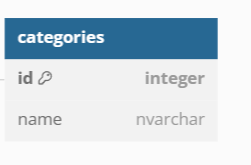 categories
id integer
name nvarchar